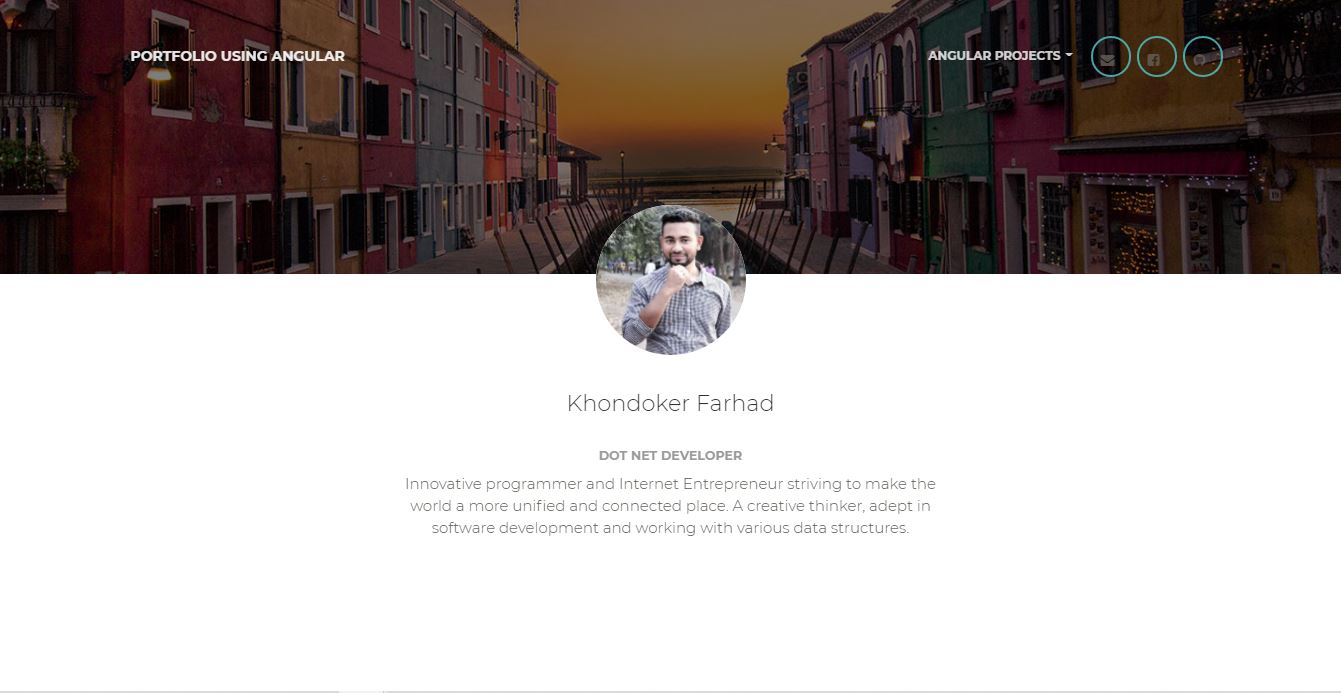 PORTFOLIO USING ANGULAR
ANGULAR PROJECTS
Khondoker Farhad
DOT NET DEVELOPER
Innovative programmer and Internet Entrepreneur striving to make the
world a more unified and connected place. A creative thinker, adept in
software development and working with various data structures.